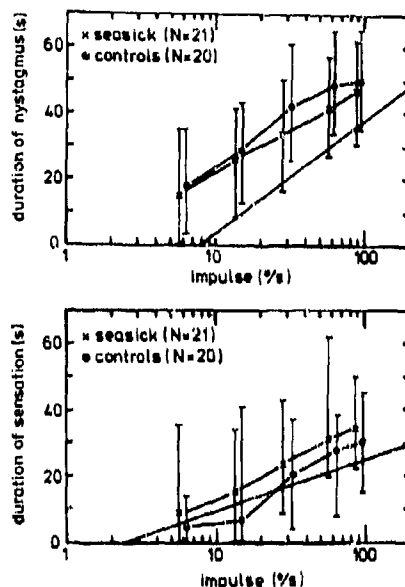 duration of nystagmus (s)
60
40
20
0
× seasick (N=21)
• controls (N=20)
1 10 100
impulse (°/s)
duration of sensation (s)
60
40
20
0
× seasick (N=21)
• controls (N=20)
1 10 100
impulse (°/s)